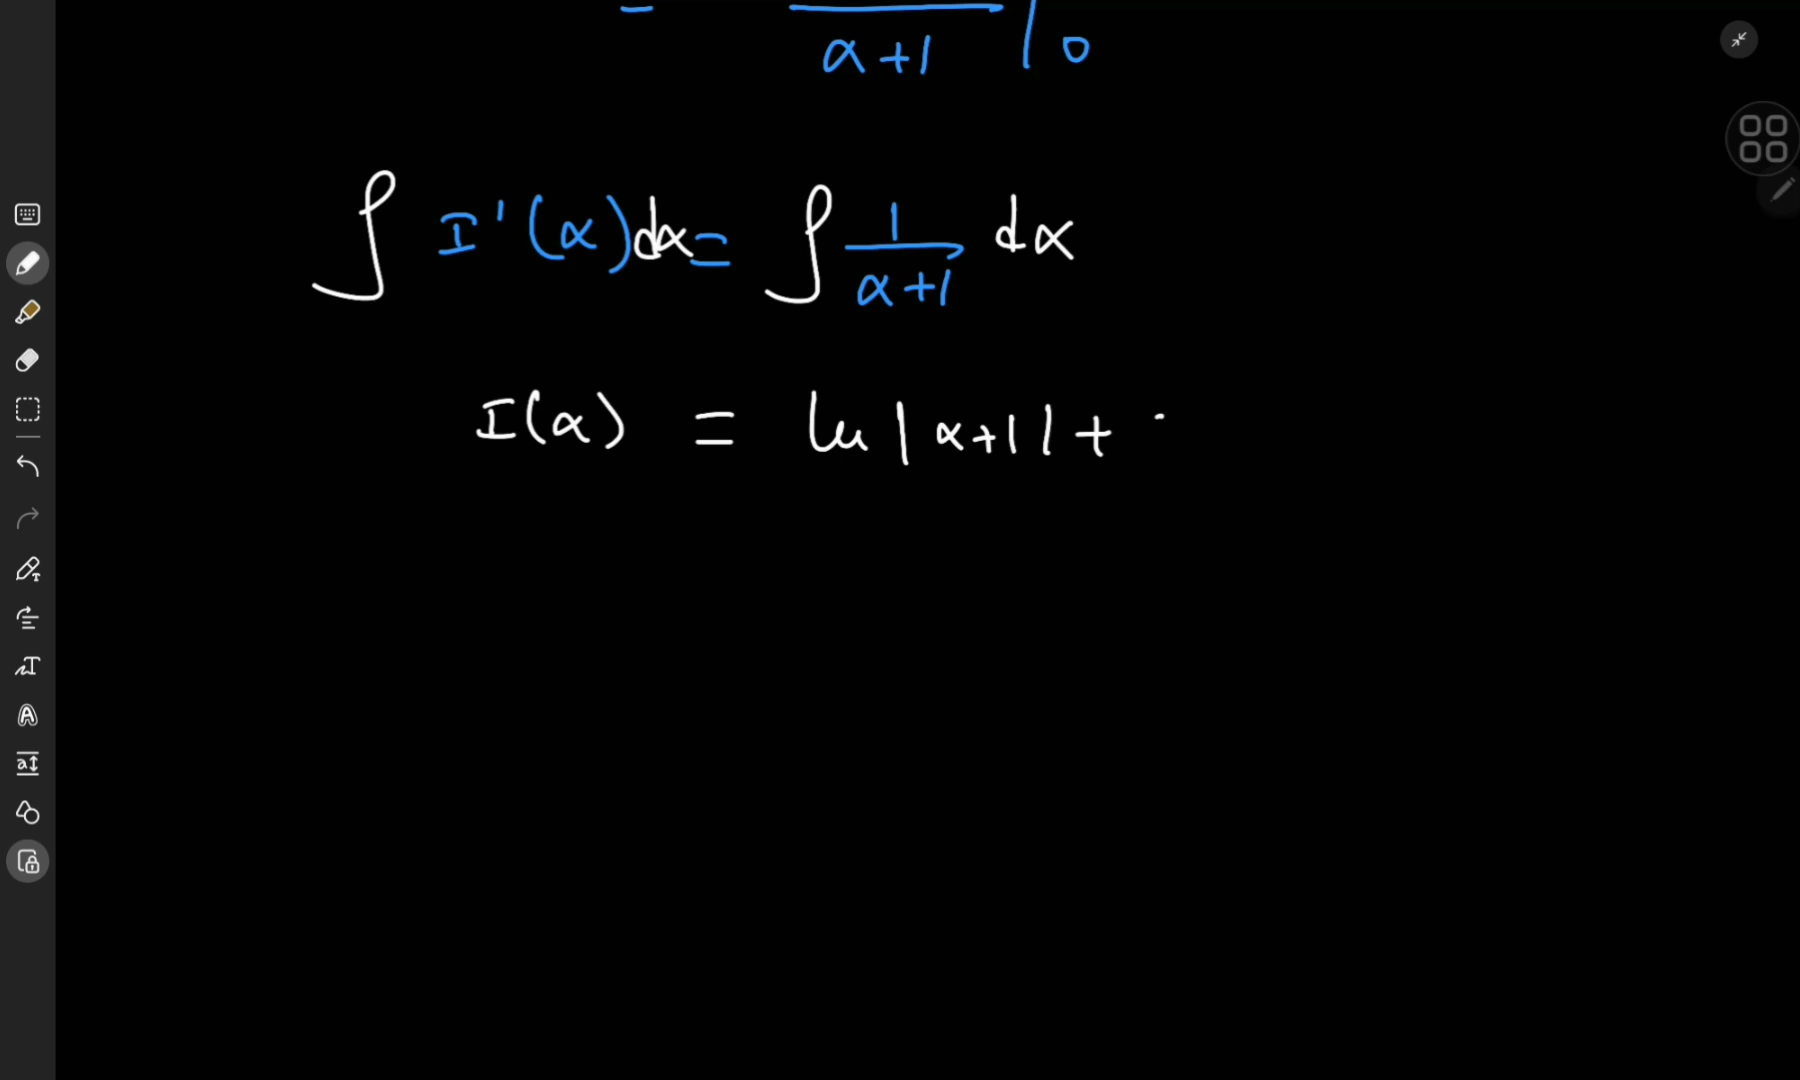 = ─── α+1 |₀
∫ I'(α)dα = ∫ 1/(α+1) dα
I(α) = ln |α+1| +